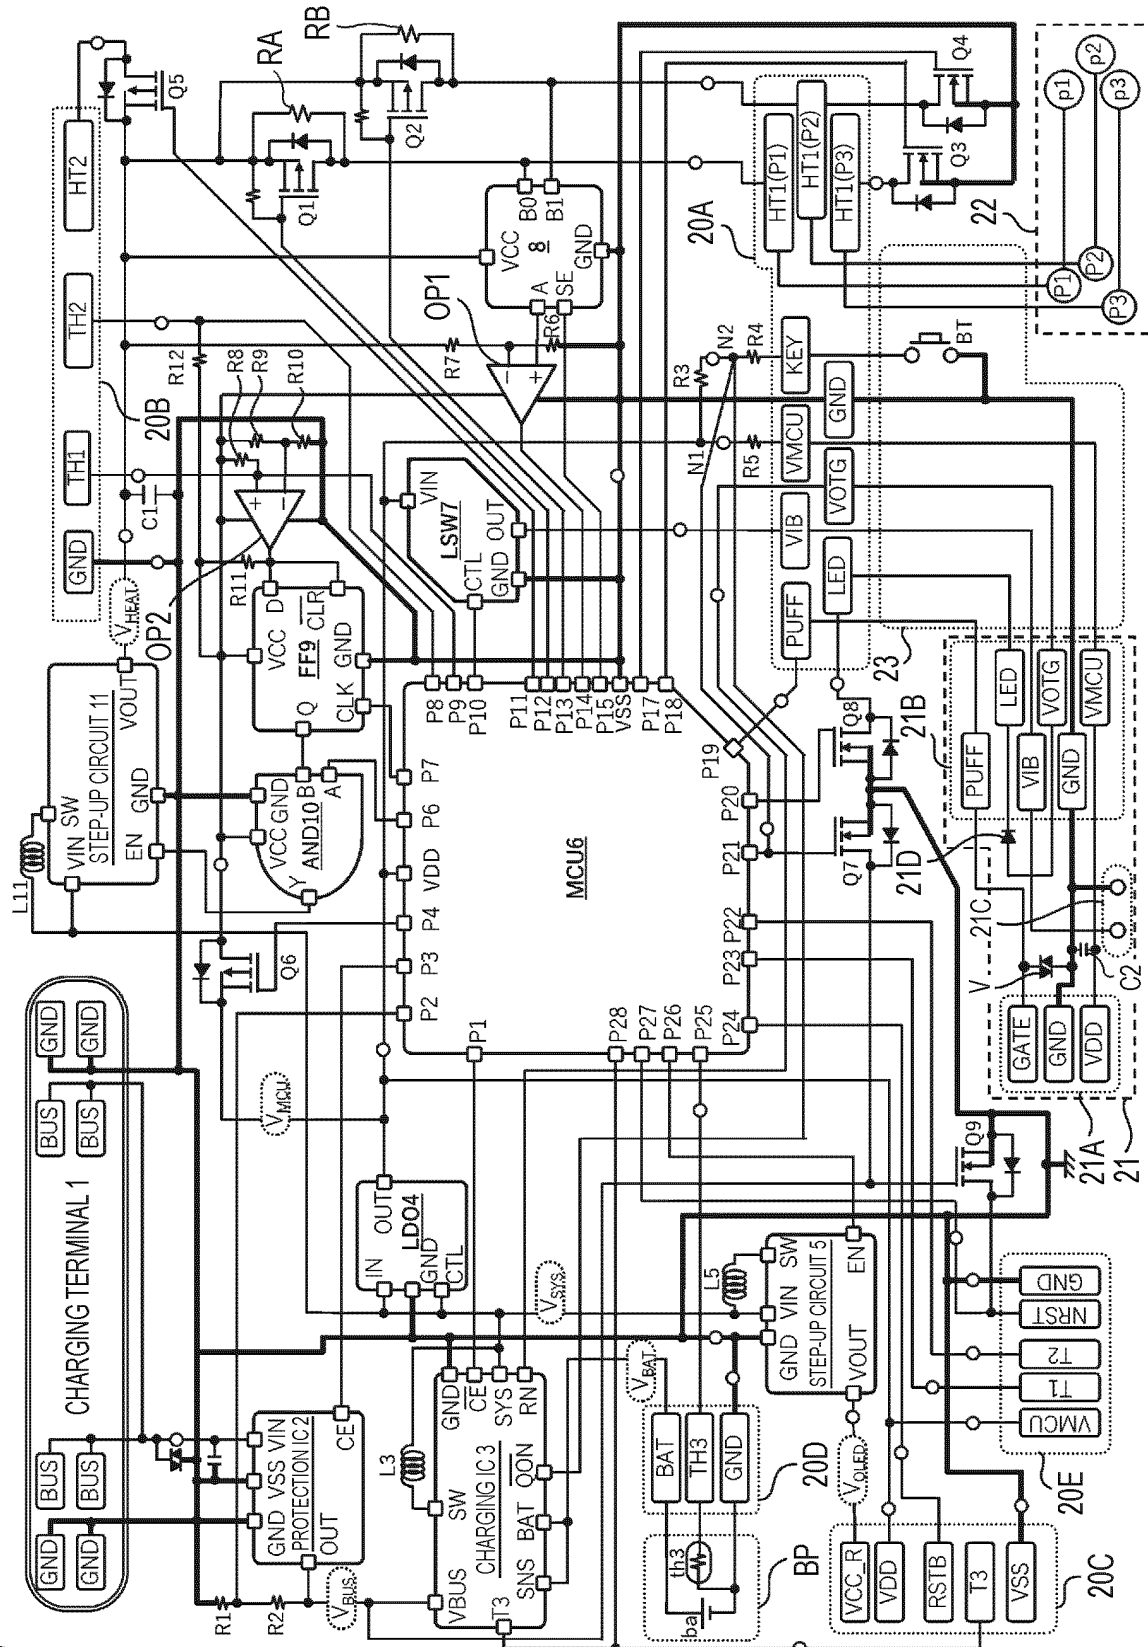 CHARGING TERMINAL 1
GND
GND
BUS
BUS
BUS
BUS
GND
GND
L11
VIN
SW
STEP-UP CIRCUIT 11
EN
GND
VOUT
VHEAT
GND
TH1
TH2
HT2
20B
C1
OP2
Q5
RA
RB
Q1
Q2
R12
R8
R9
R10
R11
D
VCC
CLR
FF9
GND
Q
CLK
VCC
GND
B
A
AND10
Y
Q6
VMCU
VCC
B0
B1
8
GND
A
SE
OP1
R7
R6
VIN
LSW7
OUT
CTL
GND
N1
N2
R3
R4
R5
KEY
VMCU
GND
VIB
VOTG
PUFF
LED
BT
20A
HT1(P1)
HT1(P2)
HT1(P3)
Q3
Q4
22
p1
p2
p3
P1
P2
P3
23
MCU6
P1
P2
P3
P4
VDD
P6
P7
P8
P9
P10
P11
P12
P13
P14
P15
VSS
P17
P18
P19
P20
P21
P22
P23
P24
P25
P26
P27
P28
Q7
Q8
21B
PUFF
LED
VIB
VOTG
GND
VMCU
21D
21C
V
C2
GATE
GND
VDD
21A
21
Q9
IN
OUT
LDO4
GND
CTL
VSYS
GND
VSS
VIN
PROTECTION IC 2
OUT
CE
R1
R2
VBUS
L3
VBUS
SW
GND
CE
SYS
RN
CHARGING IC 3
T3
SNS
BAT
QON
VBAT
BAT
TH3
GND
20D
th3
ba
BP
L5
GND
VIN
SW
STEP-UP CIRCUIT 5
VOUT
EN
VOLED
GND
NRST
T2
T1
VMCU
20E
VCC_R
VDD
RSTB
T3
VSS
20C